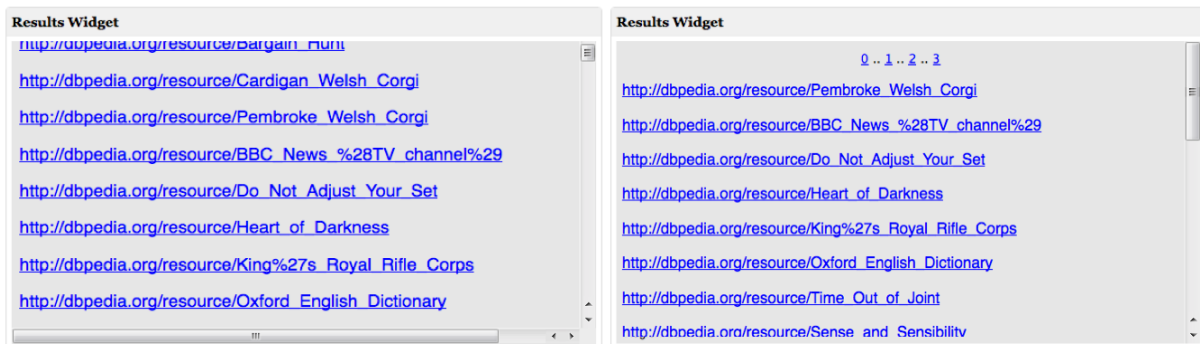 Results Widget
http://dbpedia.org/resource/Bargain_Hunt
http://dbpedia.org/resource/Cardigan_Welsh_Corgi
http://dbpedia.org/resource/Pembroke_Welsh_Corgi
http://dbpedia.org/resource/BBC_News_%28TV_channel%29
http://dbpedia.org/resource/Do_Not_Adjust_Your_Set
http://dbpedia.org/resource/Heart_of_Darkness
http://dbpedia.org/resource/King%27s_Royal_Rifle_Corps
http://dbpedia.org/resource/Oxford_English_Dictionary
Results Widget
0 .. 1 .. 2 .. 3
http://dbpedia.org/resource/Pembroke_Welsh_Corgi
http://dbpedia.org/resource/BBC_News_%28TV_channel%29
http://dbpedia.org/resource/Do_Not_Adjust_Your_Set
http://dbpedia.org/resource/Heart_of_Darkness
http://dbpedia.org/resource/King%27s_Royal_Rifle_Corps
http://dbpedia.org/resource/Oxford_English_Dictionary
http://dbpedia.org/resource/Time_Out_of_Joint
http://dbpedia.org/resource/Sense_and_Sensibility